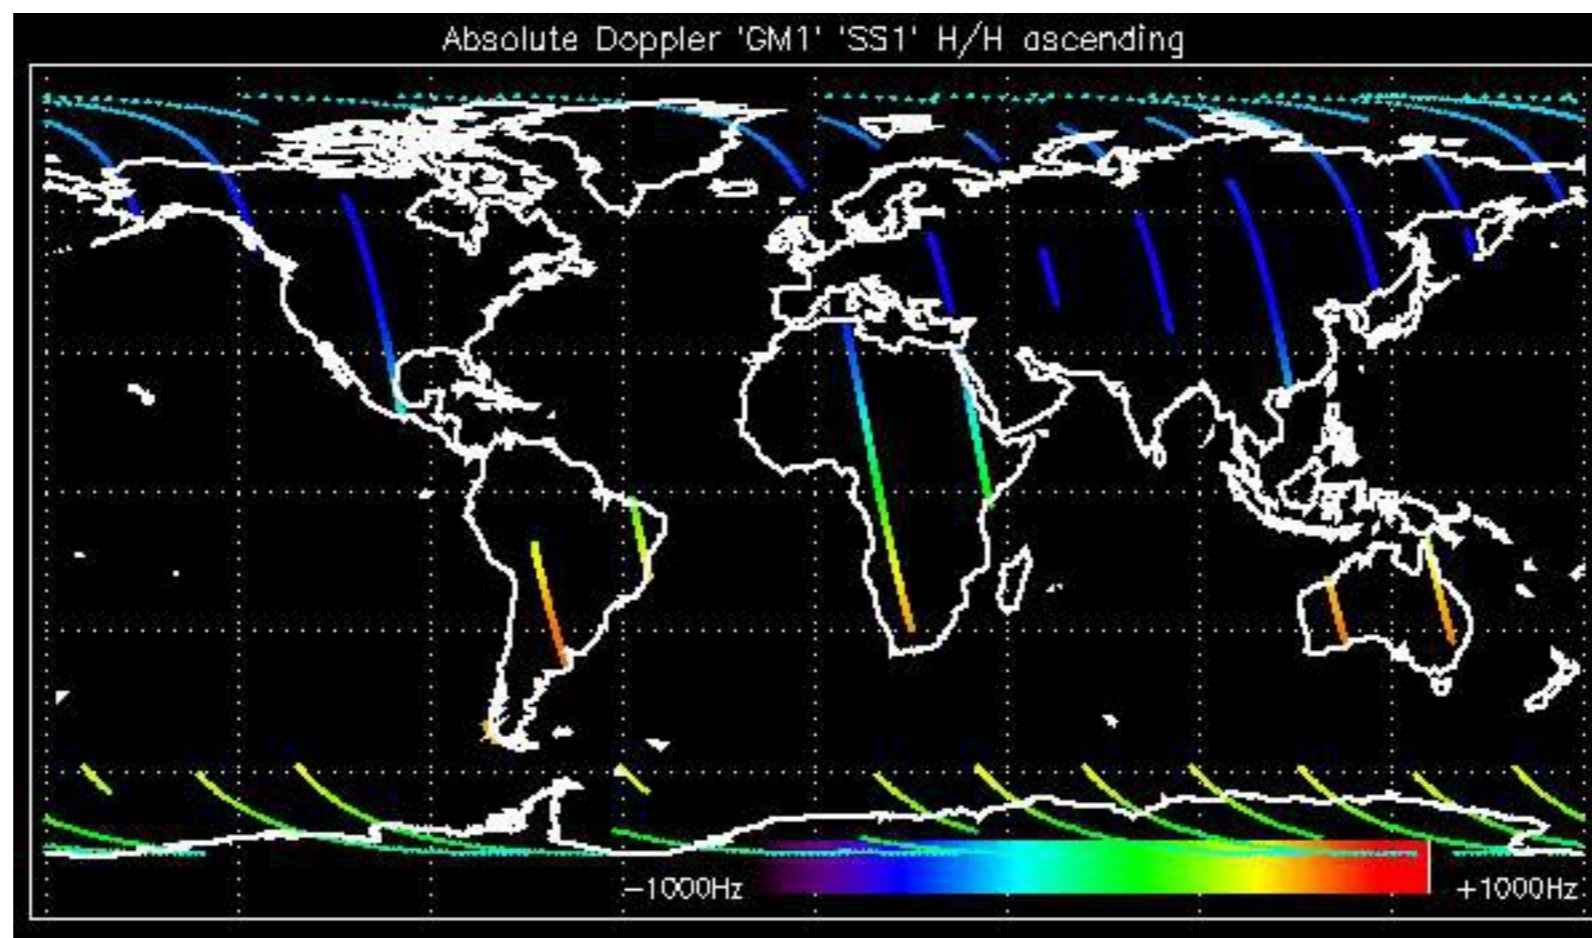 Absolute Doppler 'GM1' 'SS1' H/H ascending
-1000Hz +1000Hz